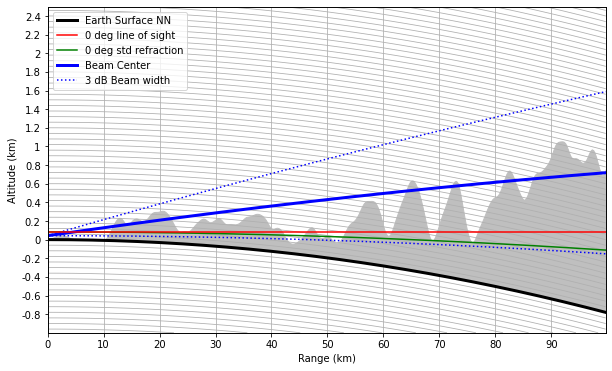 Earth Surface NN
0 deg line of sight
0 deg std refraction
Beam Center
3 dB Beam width
2.4
2.2
2
1.8
1.6
1.4
1.2
1
0.8
0.6
0.4
0.2
0
-0.2
-0.4
-0.6
-0.8
Altitude (km)
0 10 20 30 40 50 60 70 80 90
Range (km)